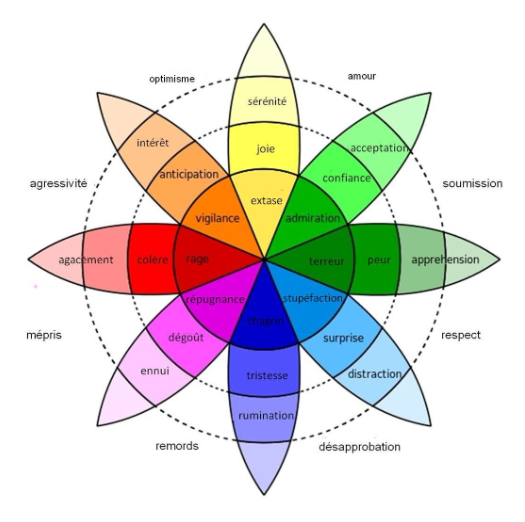 optimisme
amour
sérénité
intérêt
joie
acceptation
anticipation
confiance
agressivité
soumission
extase
vigilance
admiration
agacement
colère
rage
terreur
peur
apprehension
répugnance
stupéfaction
chagrin
mépris
dégoût
surprise
respect
ennui
tristesse
distraction
rumination
remords
désapprobation